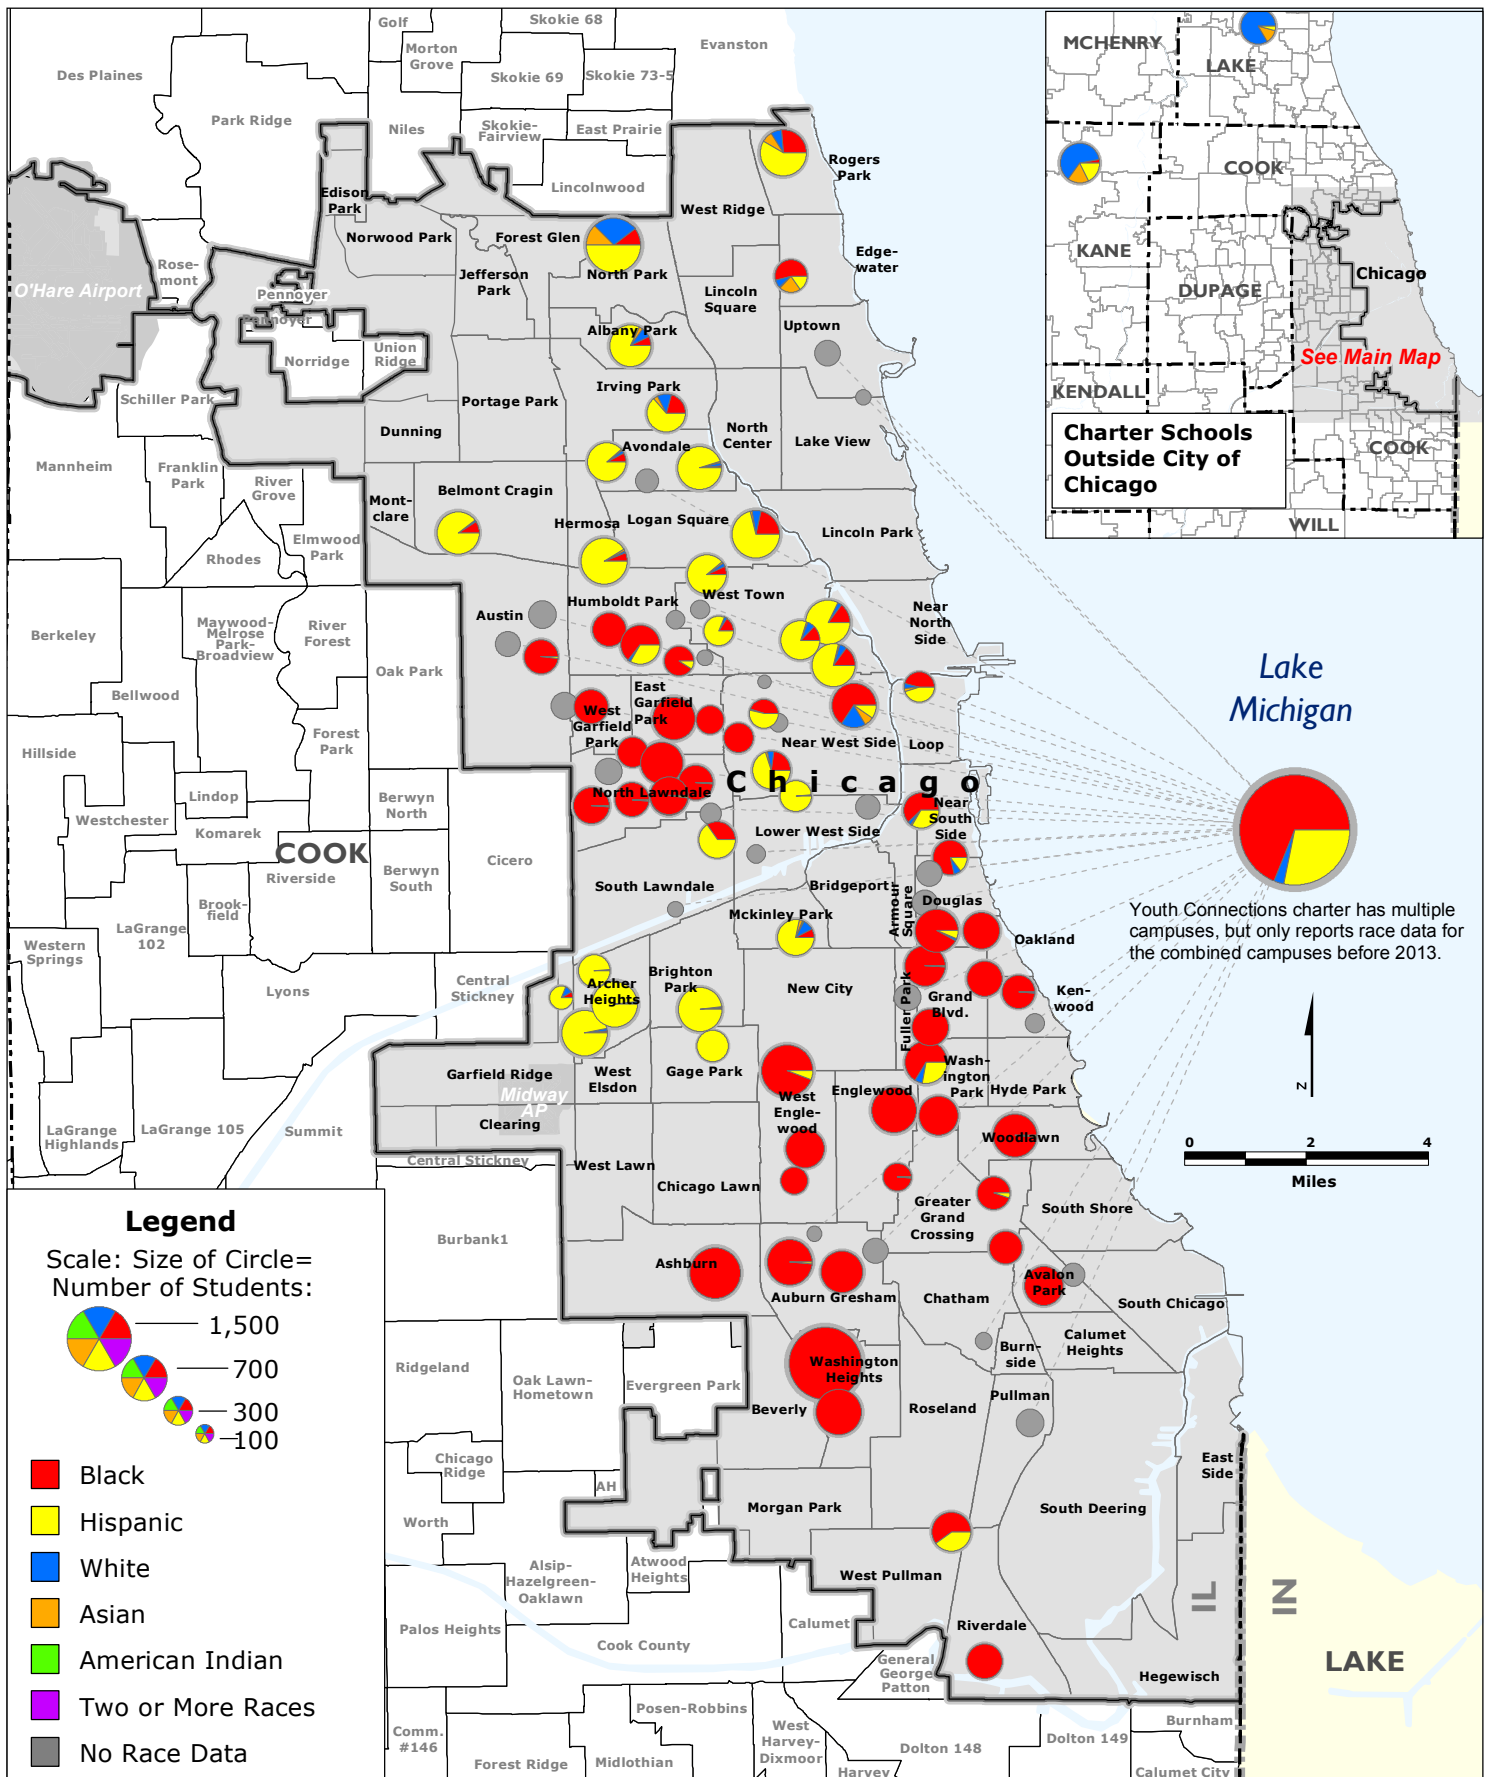 Golf
Skokie 68
Evanston
Morton
Grove
Des Plaines
Skokie 69
Skokie 73-5
Park Ridge
Niles
Skokie-
Fairview
East Prairie
Lincolnwood
Rogers
Park
Edison
Park
West Ridge
Norwood Park
Forest Glen
North Park
Edge-
water
Rose-
mont
O'Hare Airport
Jefferson
Park
Pennoyer
Pennoyer
Lincoln
Square
Uptown
Albany Park
Norridge
Union
Ridge
Irving Park
Schiller Park
Portage Park
Dunning
North
Center
Lake View
Avondale
Mannheim
Franklin
Park
River
Grove
Mont-
clare
Belmont Cragin
Hermosa
Logan Square
Lincoln Park
Elmwood
Park
Rhodes
Berkeley
Maywood-
Melrose
Park-
Broadview
River
Forest
Austin
Humboldt Park
West Town
Near
North
Side
Oak Park
Bellwood
East
Garfield
Park
West
Garfield
Park
Hillside
Forest
Park
Near West Side
Loop
Chicago
Lindop
Berwyn
North
North Lawndale
Near
South
Side
Westchester
Komarek
Lower West Side
COOK
Riverside
Cicero
Berwyn
South
South Lawndale
Bridgeport
Brook-
field
Armour
Square
Douglas
Mckinley Park
LaGrange
102
Western
Springs
Oakland
Lyons
Central
Stickney
Archer
Heights
Brighton
Park
New City
Fuller Park
Grand
Blvd.
Ken-
wood
Garfield Ridge
West
Elsdon
Gage Park
Wash-
ington
Park
Hyde Park
Midway
AP
West
Engle-
wood
Englewood
Clearing
Woodlawn
LaGrange
Highlands
LaGrange 105
Summit
Central Stickney
West Lawn
Chicago Lawn
Greater
Grand
Crossing
South Shore
Burbank1
Ashburn
Auburn Gresham
Avalon
Park
Chatham
South Chicago
Calumet
Heights
Burn-
side
Ridgeland
Oak Lawn-
Hometown
Evergreen Park
Washington
Heights
Beverly
Roseland
Pullman
Chicago
Ridge
East
Side
AH
Morgan Park
South Deering
Worth
Alsip-
Hazelgreen-
Oaklawn
Atwood
Heights
West Pullman
Calumet
Palos Heights
Cook County
Riverdale
General
George
Patton
Hegewisch
IL
IN
LAKE
Comm.
#146
Posen-Robbins
West
Harvey-
Dixmoor
Forest Ridge
Midlothian
Harvey
Dolton 148
Dolton 149
Burnham
Calumet City
MCHENRY
LAKE
COOK
KANE
DUPAGE
Chicago
See Main Map
KENDALL
COOK
WILL
Charter Schools
Outside City of
Chicago
Lake
Michigan
Youth Connections charter has multiple
campuses, but only reports race data for
the combined campuses before 2013.
N
0 2 4
Miles
Legend
Scale: Size of Circle=
Number of Students:
1,500
700
300
100
Black
Hispanic
White
Asian
American Indian
Two or More Races
No Race Data